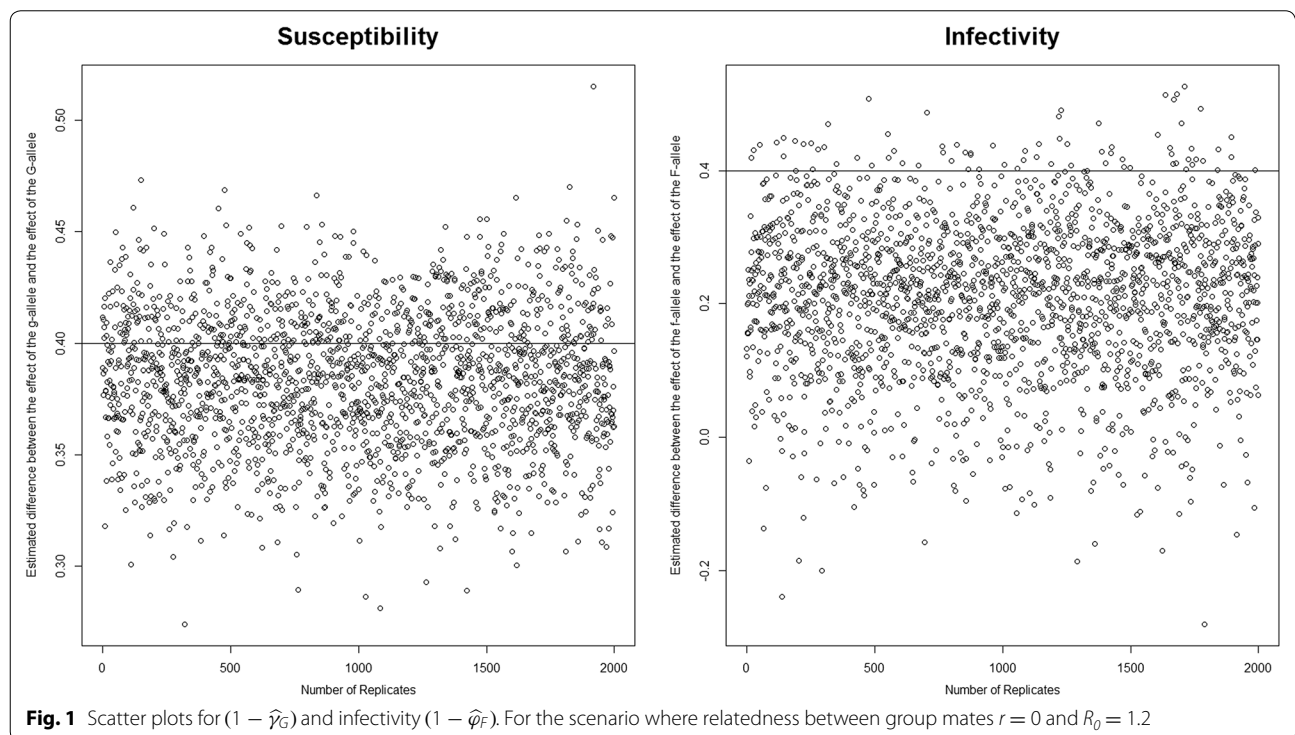 Susceptibility
Estimated difference between the effect of the g-allele and the effect of the G-allele
0.50
0.45
0.40
0.35
0.30
0
500
1000
1500
2000
Number of Replicates
Infectivity
Estimated difference between the effect of the f-allele and the effect of the F-allele
0.4
0.2
0.0
-0.2
0
500
1000
1500
2000
Number of Replicates
Fig. 1 Scatter plots for (1 − γ̂_G) and infectivity (1 − φ̂_F). For the scenario where relatedness between group mates r = 0 and R_0 = 1.2